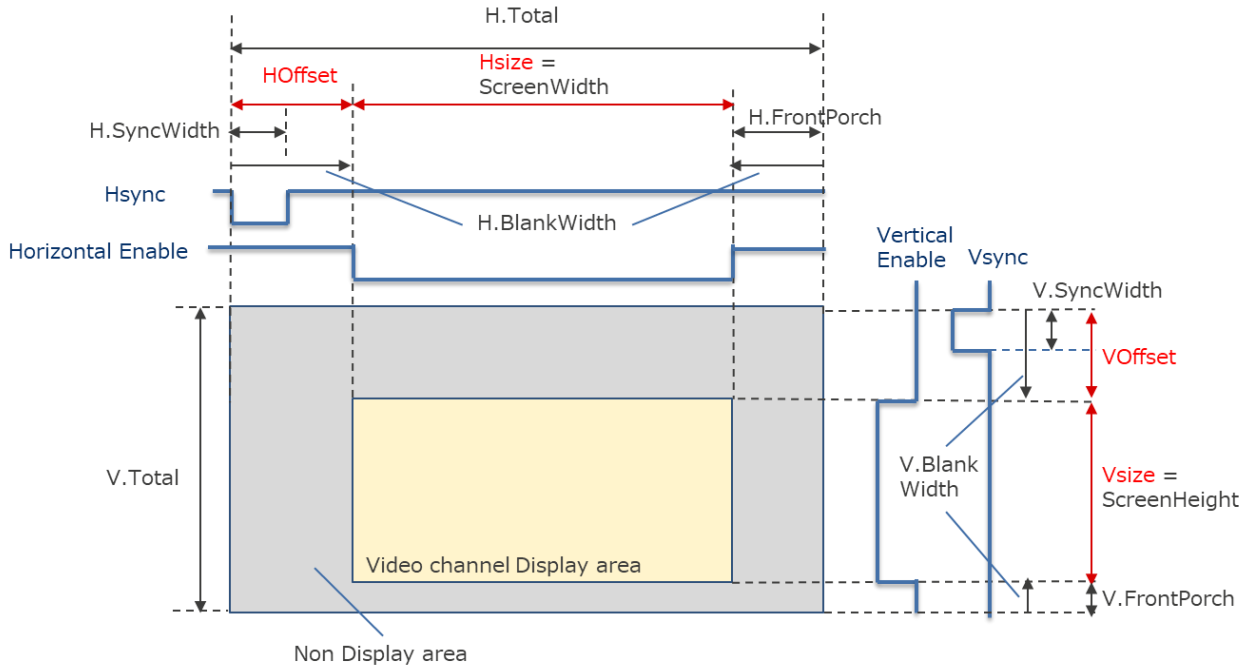 H.Total
Hsize =
ScreenWidth
HOffset
H.SyncWidth
H.FrontPorch
Hsync
H.BlankWidth
Horizontal Enable
Vertical
Enable
Vsync
V.SyncWidth
VOffset
V.Total
V.Blank
Width
Vsize =
ScreenHeight
Video channel Display area
V.FrontPorch
Non Display area